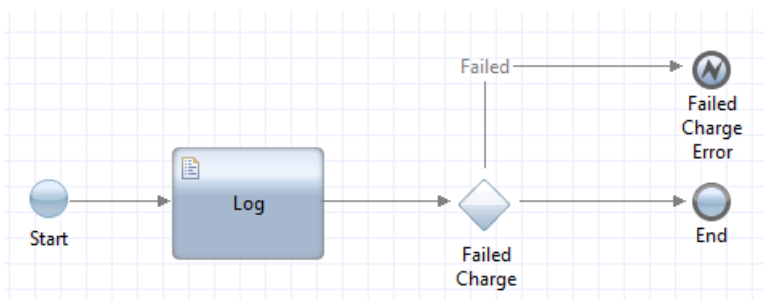 Failed
Failed
Charge
Error
Log
Start
Failed
Charge
End